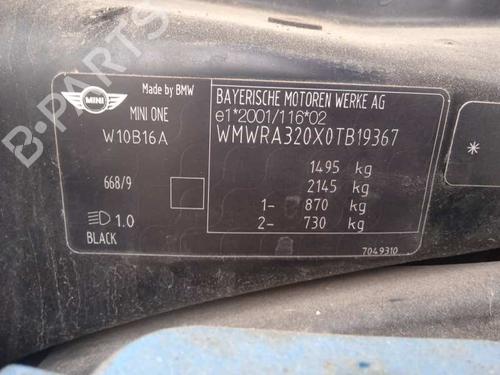 B-PARTS
MINI
Made by BMW
MINI ONE
W10B16A
668/9
1.0
BLACK
BAYERISCHE MOTOREN WERKE AG
e1*2001/116*02
WMWRA320X0TB19367
1495 kg
2145 kg
1- 870 kg
2- 730 kg
7049310
*